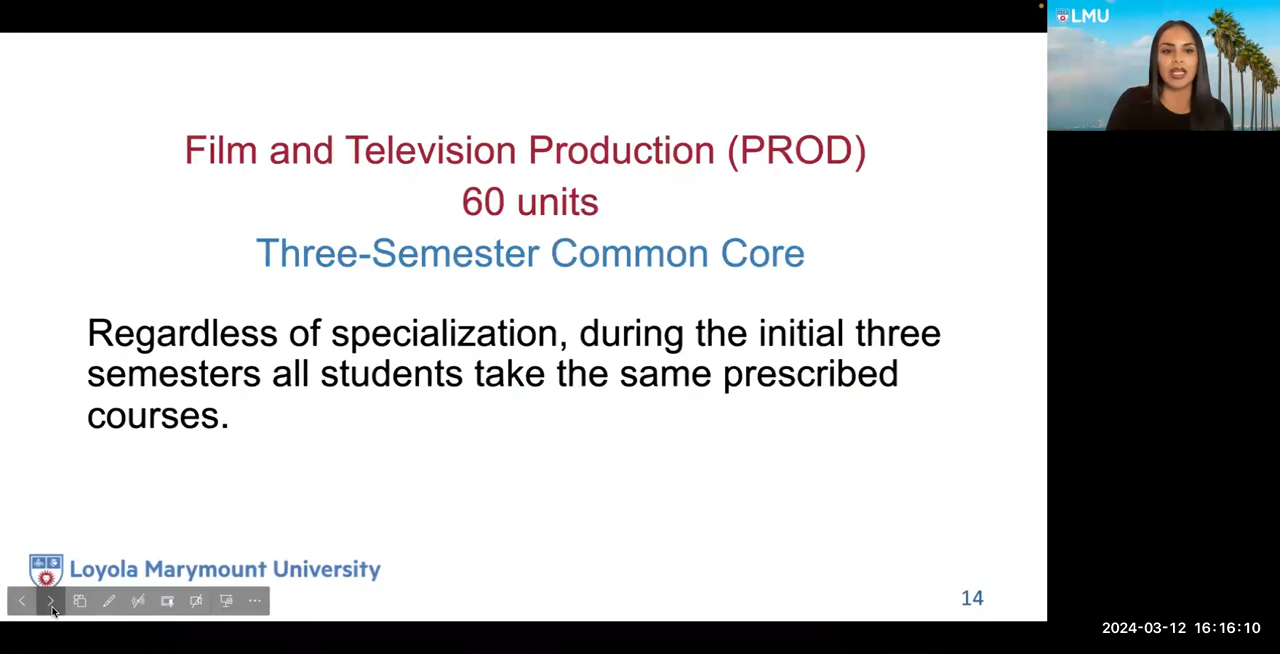 LMU
Film and Television Production (PROD)
60 units
Three-Semester Common Core
Regardless of specialization, during the initial three
semesters all students take the same prescribed
courses.
Loyola Marymount University
14
2024-03-12 16:16:10